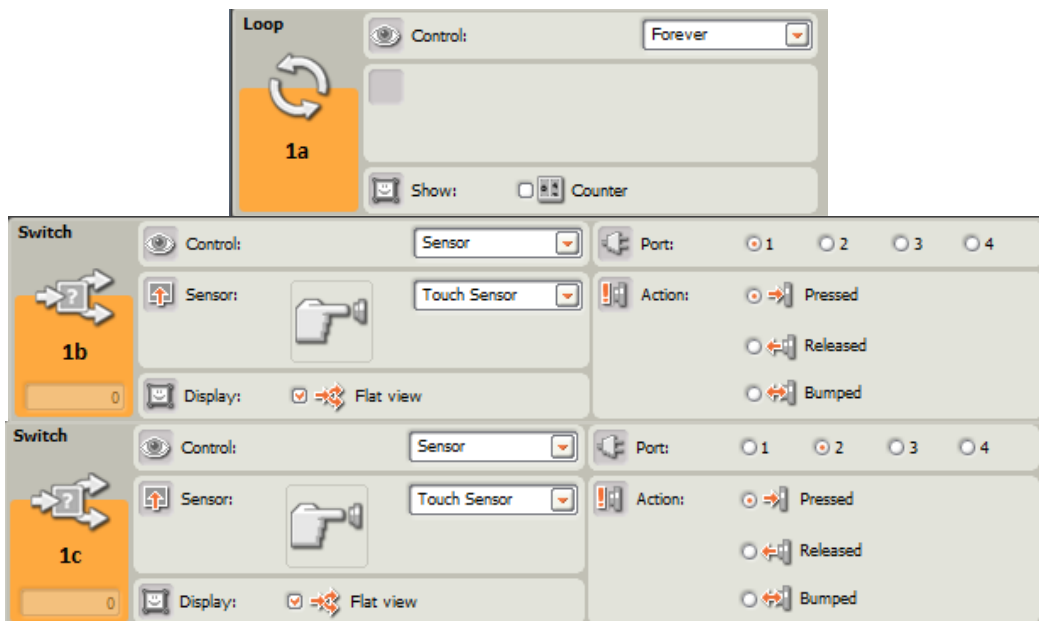 Loop
Control: Forever
1a
Show: Counter
Switch
Control: Sensor Port: 1 2 3 4
Sensor: Touch Sensor Action: Pressed
1b
Released
0 Display: Flat view Bumped
Switch
Control: Sensor Port: 1 2 3 4
Sensor: Touch Sensor Action: Pressed
1c
Released
0 Display: Flat view Bumped